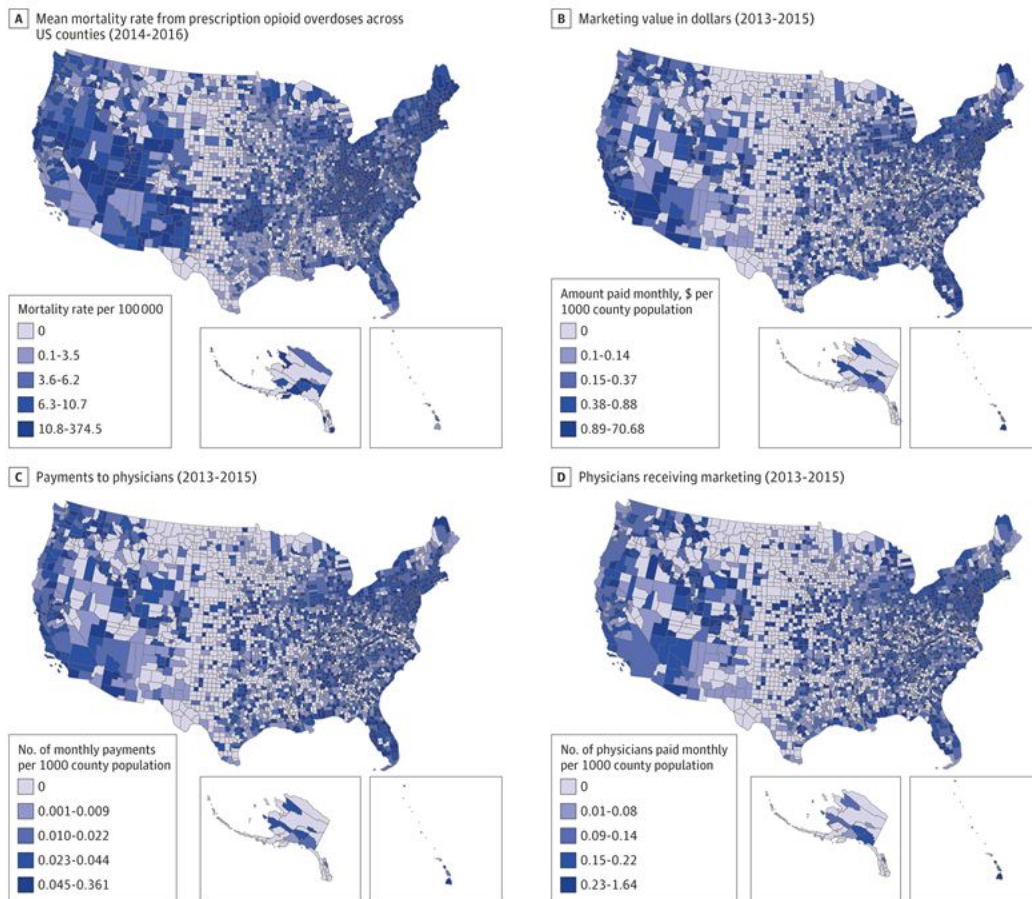 A Mean mortality rate from prescription opioid overdoses across
US counties (2014-2016)
Mortality rate per 100 000
0
0.1-3.5
3.6-6.2
6.3-10.7
10.8-374.5
B Marketing value in dollars (2013-2015)
Amount paid monthly, $ per
1000 county population
0
0.1-0.14
0.15-0.37
0.38-0.88
0.89-70.68
C Payments to physicians (2013-2015)
No. of monthly payments
per 1000 county population
0
0.001-0.009
0.010-0.022
0.023-0.044
0.045-0.361
D Physicians receiving marketing (2013-2015)
No. of physicians paid monthly
per 1000 county population
0
0.01-0.08
0.09-0.14
0.15-0.22
0.23-1.64